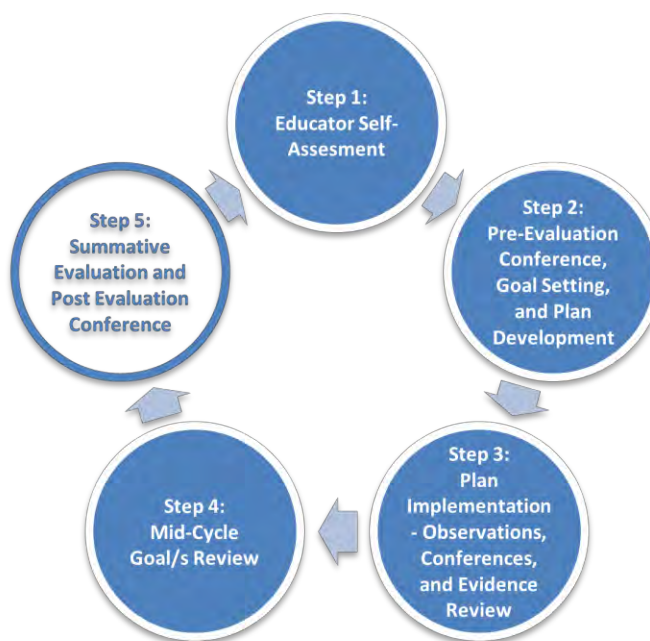 Step 1:
Educator Self-
Assesment
Step 2:
Pre-Evaluation
Conference,
Goal Setting,
and Plan
Development
Step 3:
Plan
Implementation
- Observations,
Conferences,
and Evidence
Review
Step 4:
Mid-Cycle
Goal/s Review
Step 5:
Summative
Evaluation and
Post Evaluation
Conference